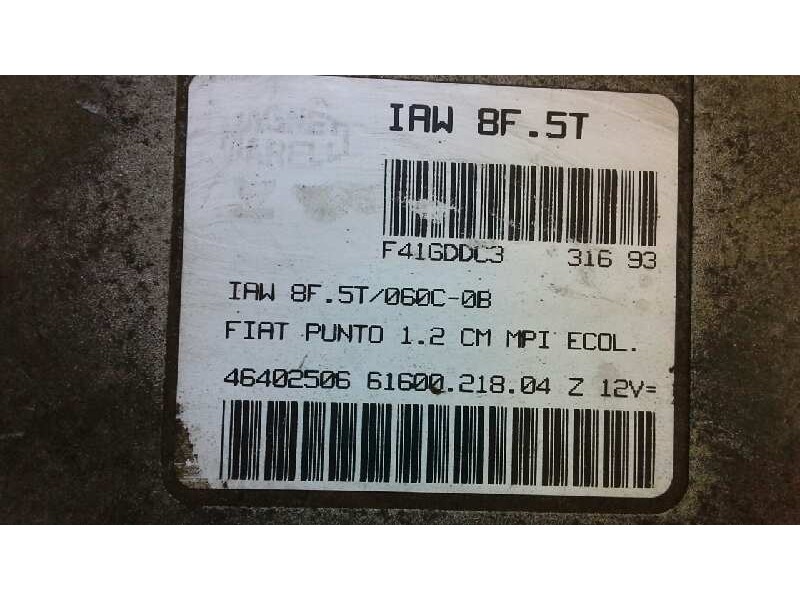 IAW 8F.5T
F41GDDC3 316 93
IAW 8F.5T/060C-0B
FIAT PUNTO 1.2 CM MPI ECOL.
46402506 61600.218.04 Z 12V=